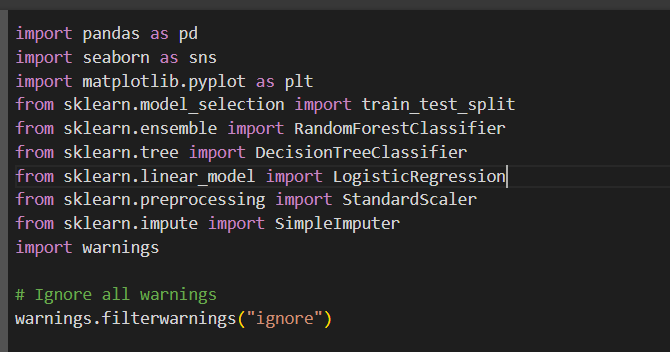 import pandas as pd
import seaborn as sns
import matplotlib.pyplot as plt
from sklearn.model_selection import train_test_split
from sklearn.ensemble import RandomForestClassifier
from sklearn.tree import DecisionTreeClassifier
from sklearn.linear_model import LogisticRegression
from sklearn.preprocessing import StandardScaler
from sklearn.impute import SimpleImputer
import warnings

# Ignore all warnings
warnings.filterwarnings("ignore")